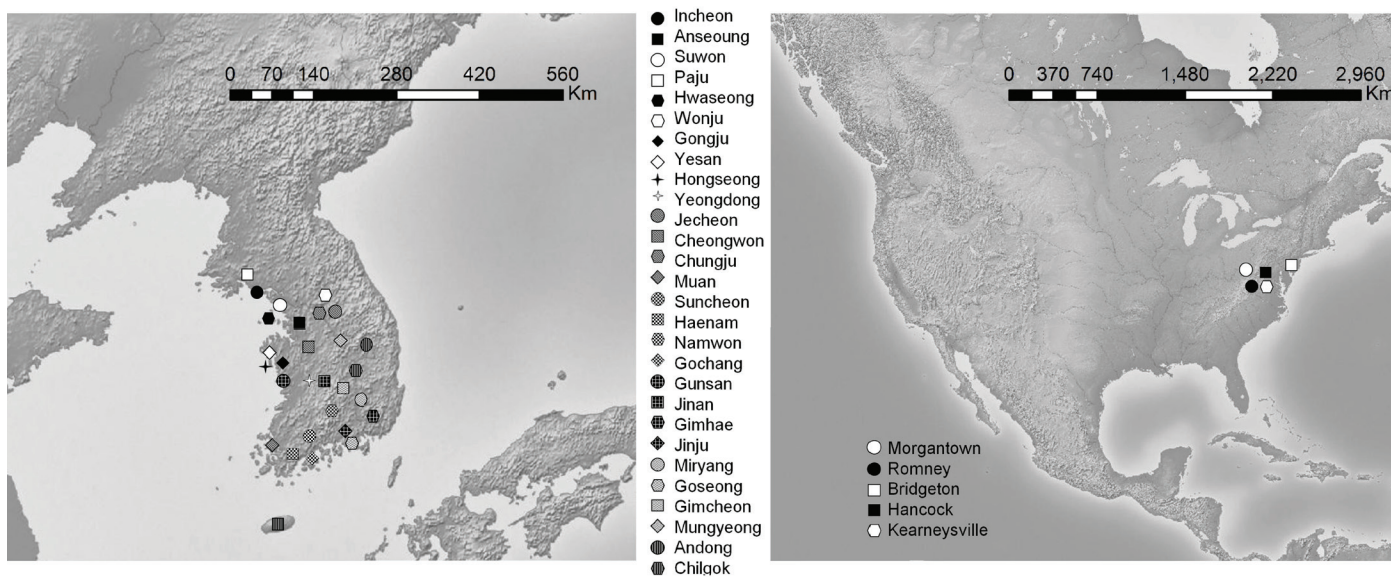 0 70 140 280 420 560
Km
Incheon
Anseoung
Suwon
Paju
Hwaseong
Wonju
Gongju
Yesan
Hongseong
Yeongdong
Jecheon
Cheongwon
Chungju
Muan
Suncheon
Haenam
Namwon
Gochang
Gunsan
Jinan
Gimhae
Jinju
Miryang
Goseong
Gimcheon
Mungyeong
Andong
Chilgok
0 370 740 1,480 2,220 2,960
Km
Morgantown
Romney
Bridgeton
Hancock
Kearneysville